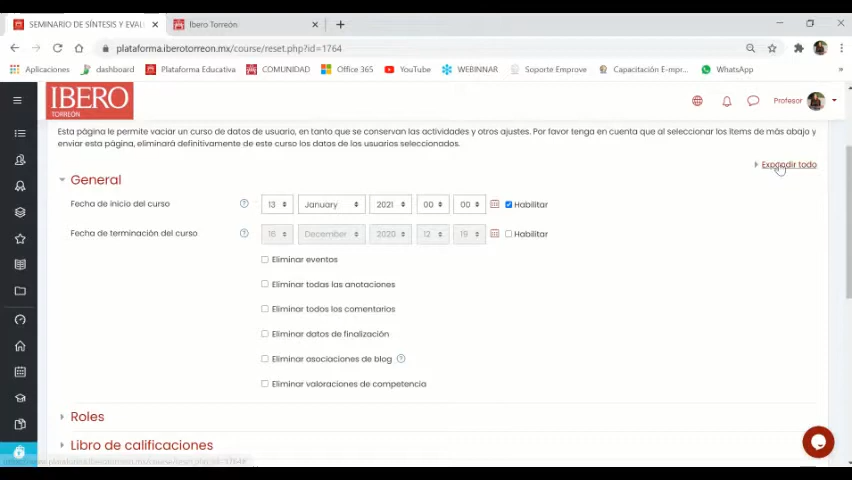 SEMINARIO DE SÍNTESIS Y EVAL
Ibero Torreón
plataforma.iberotorreon.mx/course/reset.php?id=1764
Aplicaciones
dashboard
Plataforma Educativa
COMUNIDAD
Office 365
YouTube
WEBINNAR
Soporte Emprove
Capacitación E-mpr...
WhatsApp
IBERO
TORREÓN
Profesor
Esta página le permite vaciar un curso de datos de usuario, en tanto que se conservan las actividades y otros ajustes. Por favor tenga en cuenta que al seleccionar los ítems de más abajo y
enviar esta página, eliminará definitivamente de este curso los datos de los usuarios seleccionados.
Expandir todo
General
Fecha de inicio del curso
13 January 2021 00 00 Habilitar
Fecha de terminación del curso
16 December 2020 12 19 Habilitar
Eliminar eventos
Eliminar todas las anotaciones
Eliminar todos los comentarios
Eliminar datos de finalización
Eliminar asociaciones de blog
Eliminar valoraciones de competencia
Roles
Libro de calificaciones